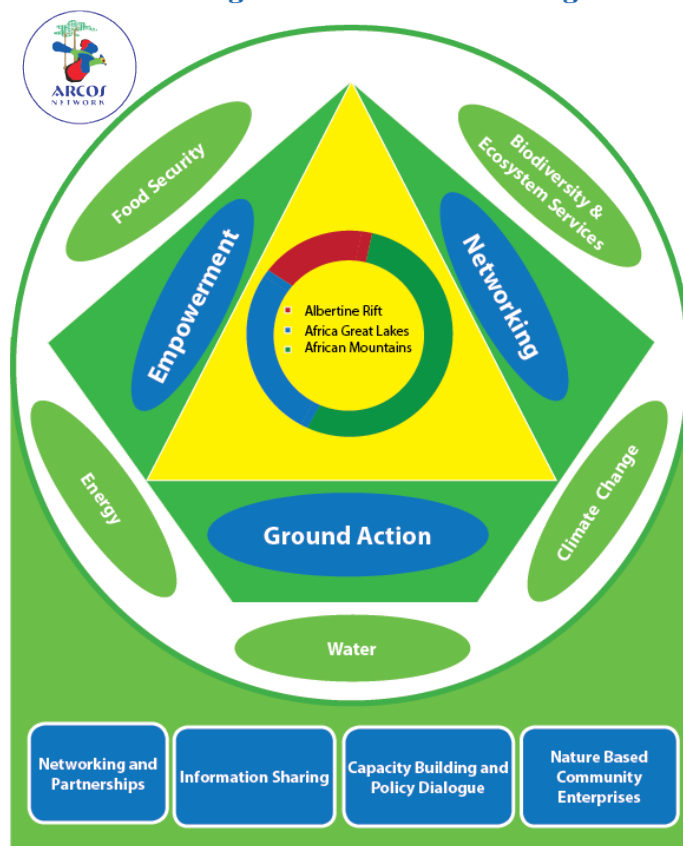 ARCOS
NETWORK
Food Security
Biodiversity &
Ecosystem Services
Empowerment
Networking
Albertine Rift
Africa Great Lakes
African Mountains
Energy
Climate Change
Ground Action
Water
Networking and
Partnerships
Information Sharing
Capacity Building and
Policy Dialogue
Nature Based
Community
Enterprises